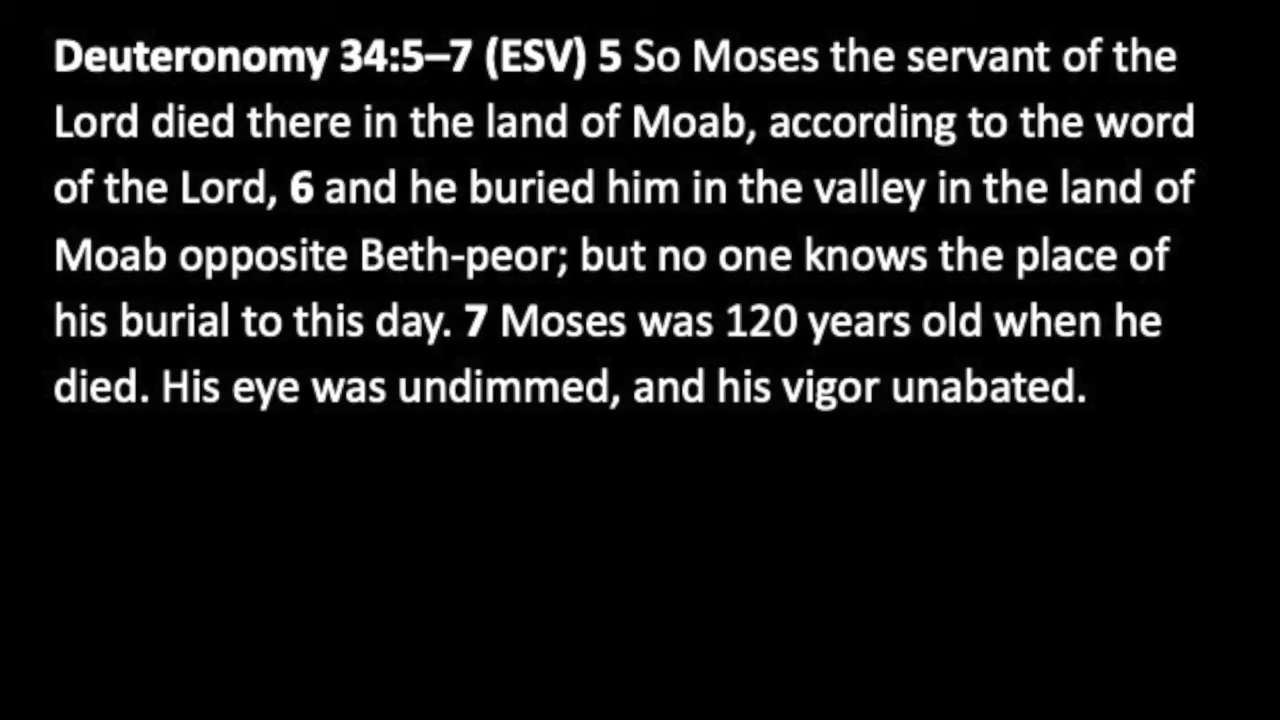 Deuteronomy 34:5–7 (ESV) 5 So Moses the servant of the
Lord died there in the land of Moab, according to the word
of the Lord, 6 and he buried him in the valley in the land of
Moab opposite Beth-peor; but no one knows the place of
his burial to this day. 7 Moses was 120 years old when he
died. His eye was undimmed, and his vigor unabated.